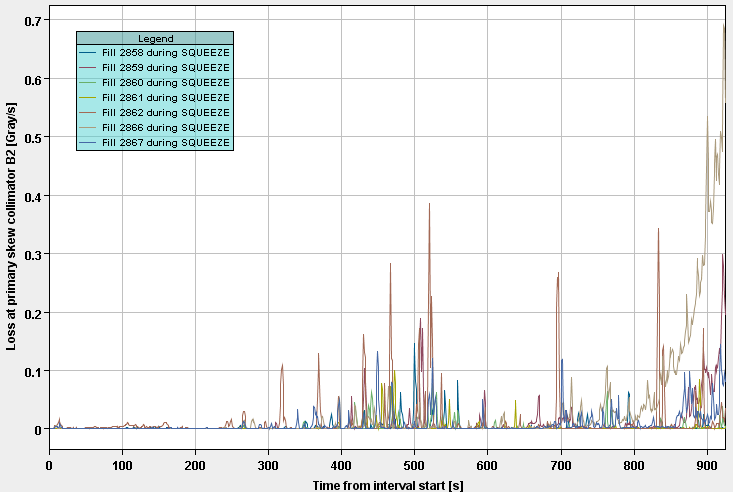 0.7
0.6
0.5
0.4
0.3
0.2
0.1
0
Loss at primary skew collimator B2 [Gray/s]
Legend
Fill 2858 during SQUEEZE
Fill 2859 during SQUEEZE
Fill 2860 during SQUEEZE
Fill 2861 during SQUEEZE
Fill 2862 during SQUEEZE
Fill 2866 during SQUEEZE
Fill 2867 during SQUEEZE
0 100 200 300 400 500 600 700 800 900
Time from interval start [s]